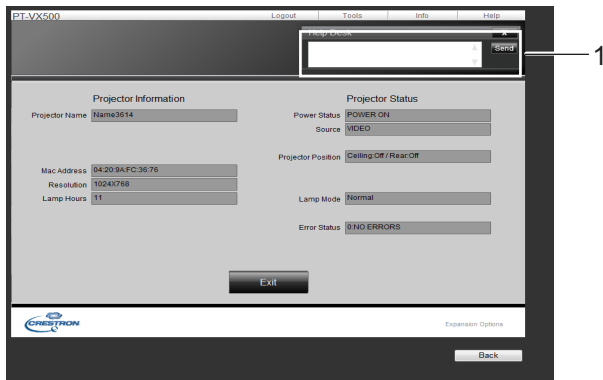 PT-VX500 Logout Tools Info Help
Help Desk x
Send
1
Projector Information Projector Status
Projector Name Name3614 Power Status POWER ON
Source VIDEO
Projector Position Ceiling:Off / Rear:Off
Mac Address 04:20:9A:FC:36:76
Resolution 1024X768
Lamp Hours 11 Lamp Mode Normal
Error Status 0:NO ERRORS
Exit
CRESTRON Expansion Options
Back